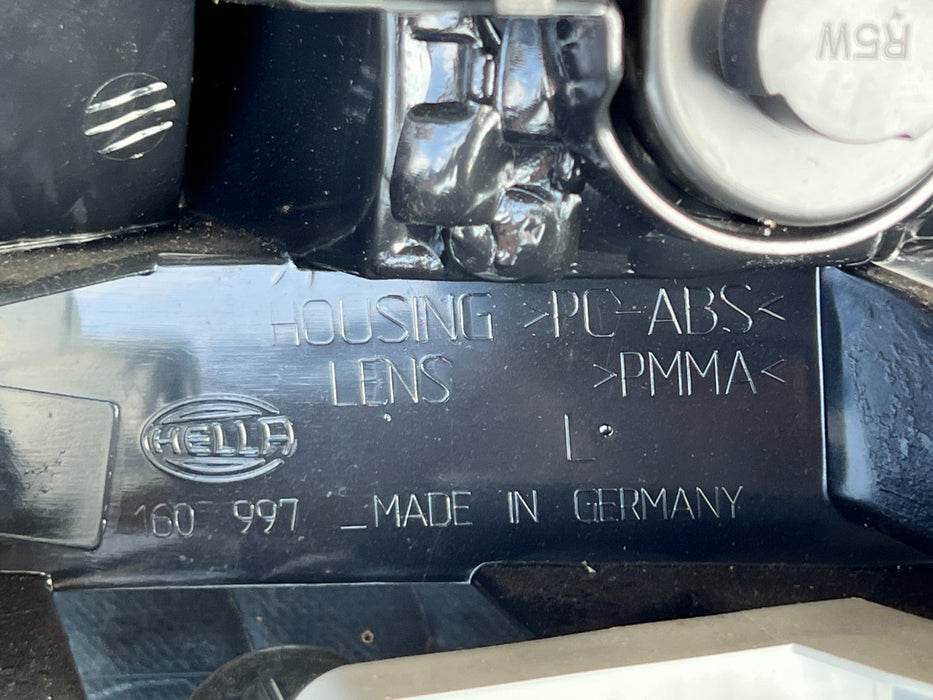 R5W
HOUSING >PC-ABS<
LENS >PMMA<
L
HELLA
160 997 _MADE IN GERMANY